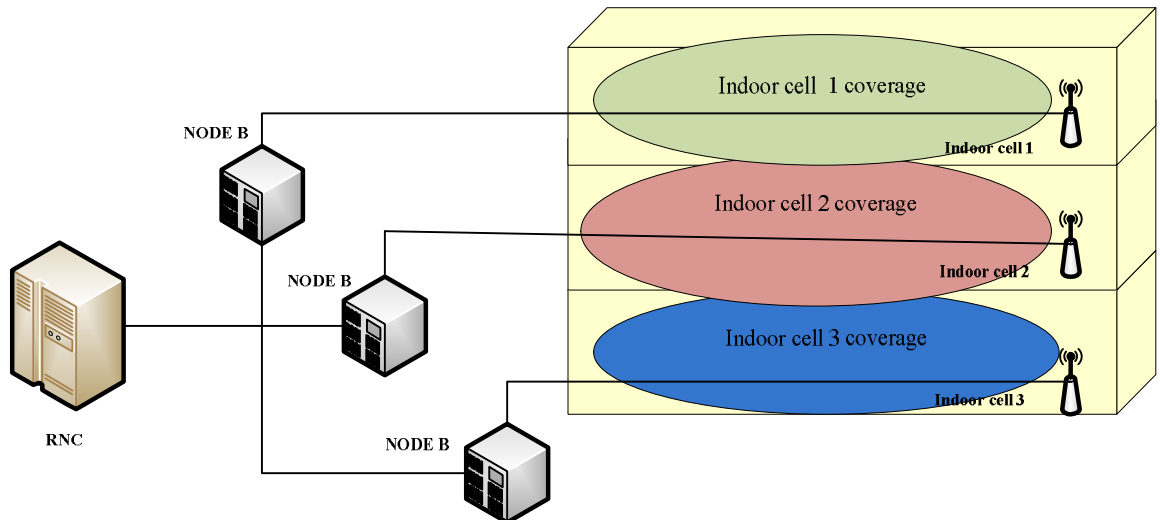 Indoor cell 1 coverage
NODE B
Indoor cell 1
Indoor cell 2 coverage
NODE B
Indoor cell 2
Indoor cell 3 coverage
Indoor cell 3
RNC
NODE B